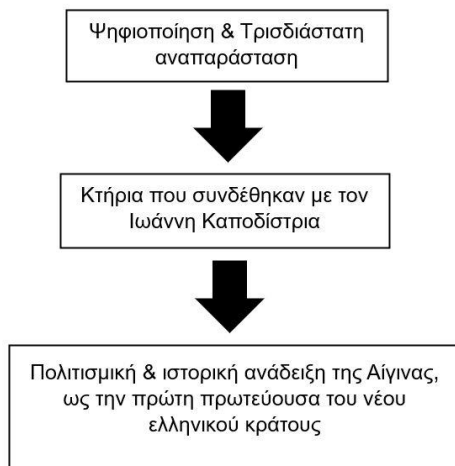 Ψηφιοποίηση & Τρισδιάστατη
αναπαράσταση
Κτήρια που συνδέθηκαν με τον
Ιωάννη Καποδίστρια
Πολιτισμική & ιστορική ανάδειξη της Αίγινας,
ως την πρώτη πρωτεύουσα του νέου
ελληνικού κράτους